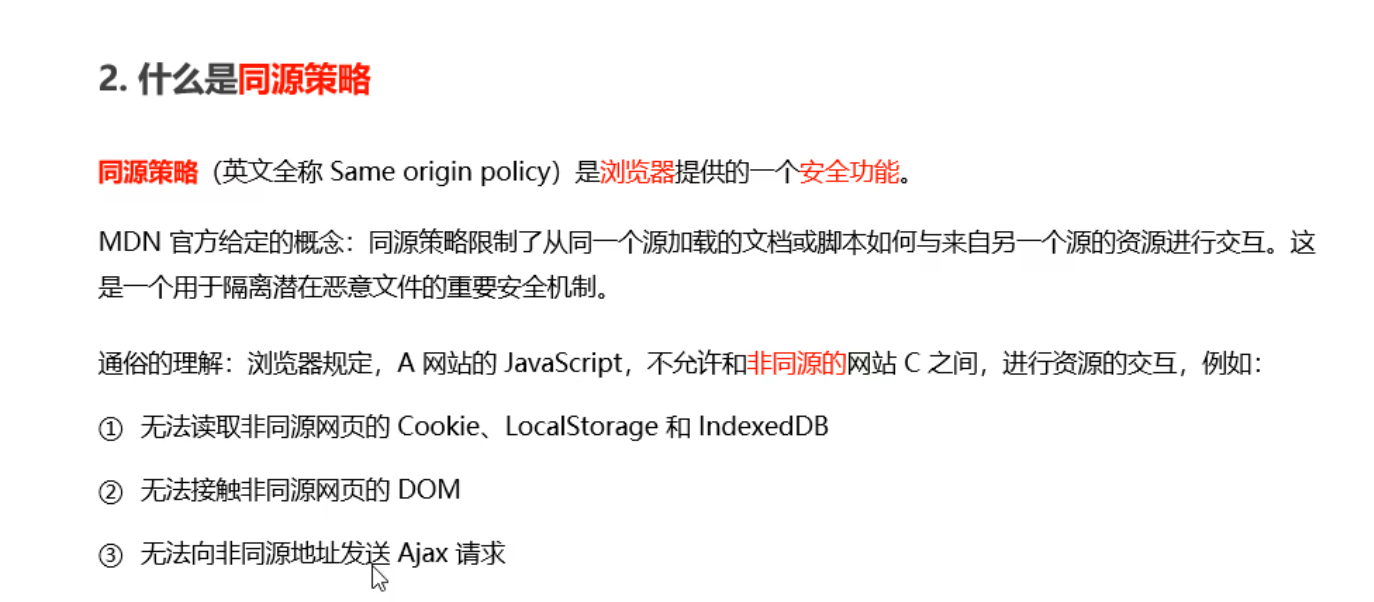 2. 什么是同源策略
同源策略（英文全称 Same origin policy）是浏览器提供的一个安全功能。
MDN 官方给定的概念：同源策略限制了从同一个源加载的文档或脚本如何与来自另一个源的资源进行交互。这
是一个用于隔离潜在恶意文件的重要安全机制。
通俗的理解：浏览器规定，A 网站的 JavaScript，不允许和非同源的网站 C 之间，进行资源的交互，例如：
① 无法读取非同源网页的 Cookie、LocalStorage 和 IndexedDB
② 无法接触非同源网页的 DOM
③ 无法向非同源地址发送 Ajax 请求